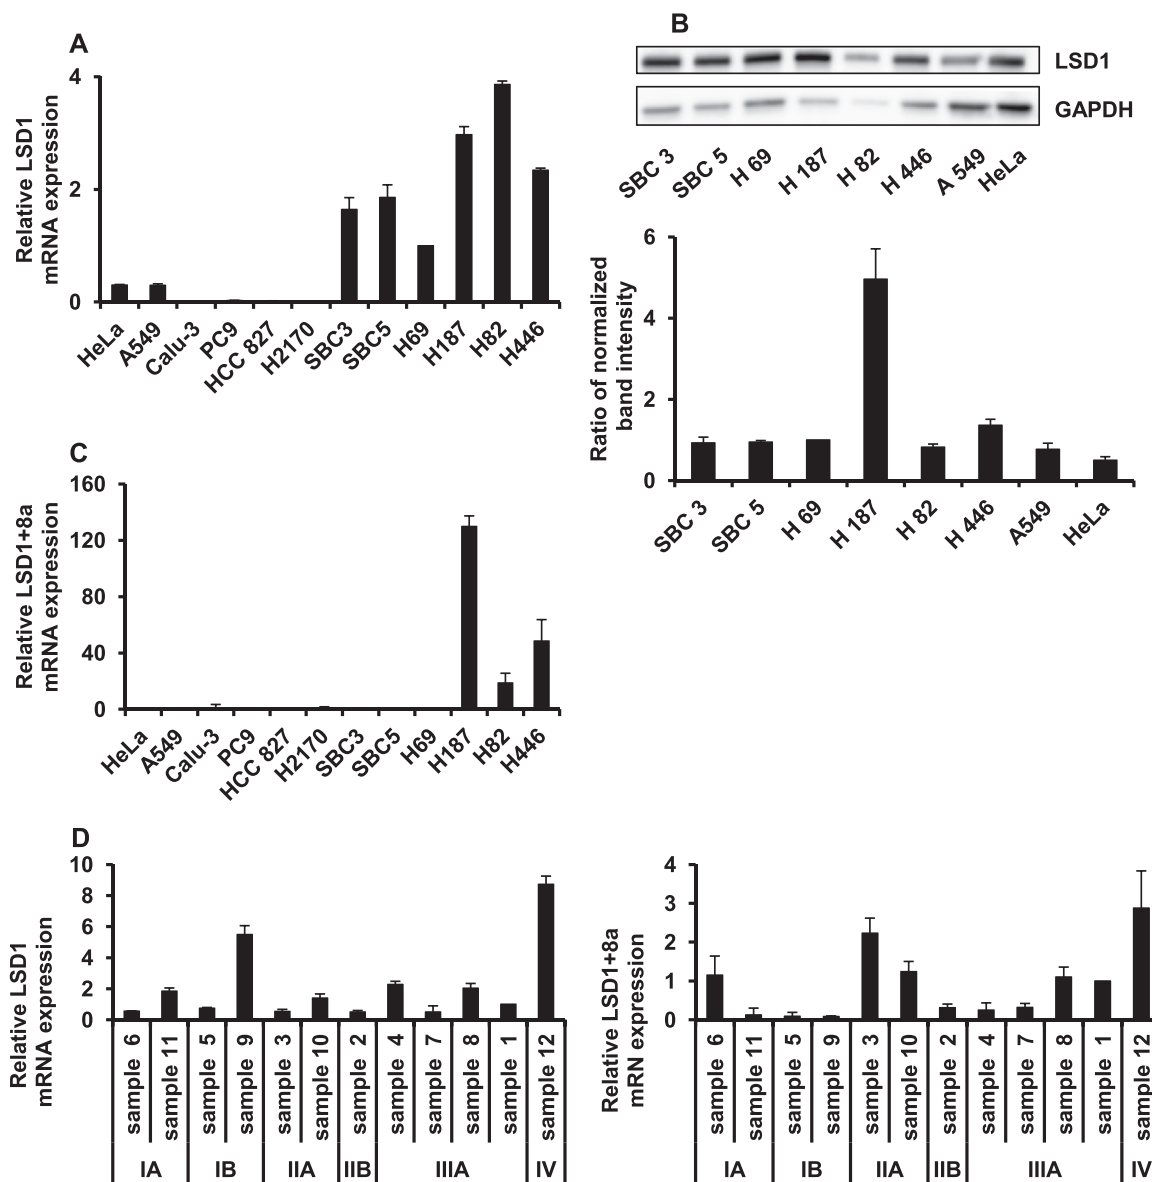 A
Relative LSD1
mRNA expression
4
2
0
HeLa
A549
Calu-3
PC9
HCC 827
H2170
SBC3
SBC5
H69
H187
H82
H446
B
LSD1
GAPDH
SBC 3
SBC 5
H 69
H 187
H 82
H 446
A 549
HeLa
Ratio of normalized
band intensity
6
4
2
0
SBC 3
SBC 5
H 69
H 187
H 82
H 446
A549
HeLa
C
Relative LSD1+8a
mRNA expression
160
120
80
40
0
HeLa
A549
Calu-3
PC9
HCC 827
H2170
SBC3
SBC5
H69
H187
H82
H446
D
Relative LSD1
mRNA expression
10
8
6
4
2
0
sample 6
sample 11
sample 5
sample 9
sample 3
sample 10
sample 2
sample 4
sample 7
sample 8
sample 1
sample 12
IA IB IIA IIB IIIA IV
Relative LSD1+8a
mRN expression
4
3
2
1
0
sample 6
sample 11
sample 5
sample 9
sample 3
sample 10
sample 2
sample 4
sample 7
sample 8
sample 1
sample 12
IA IB IIA IIB IIIA IV